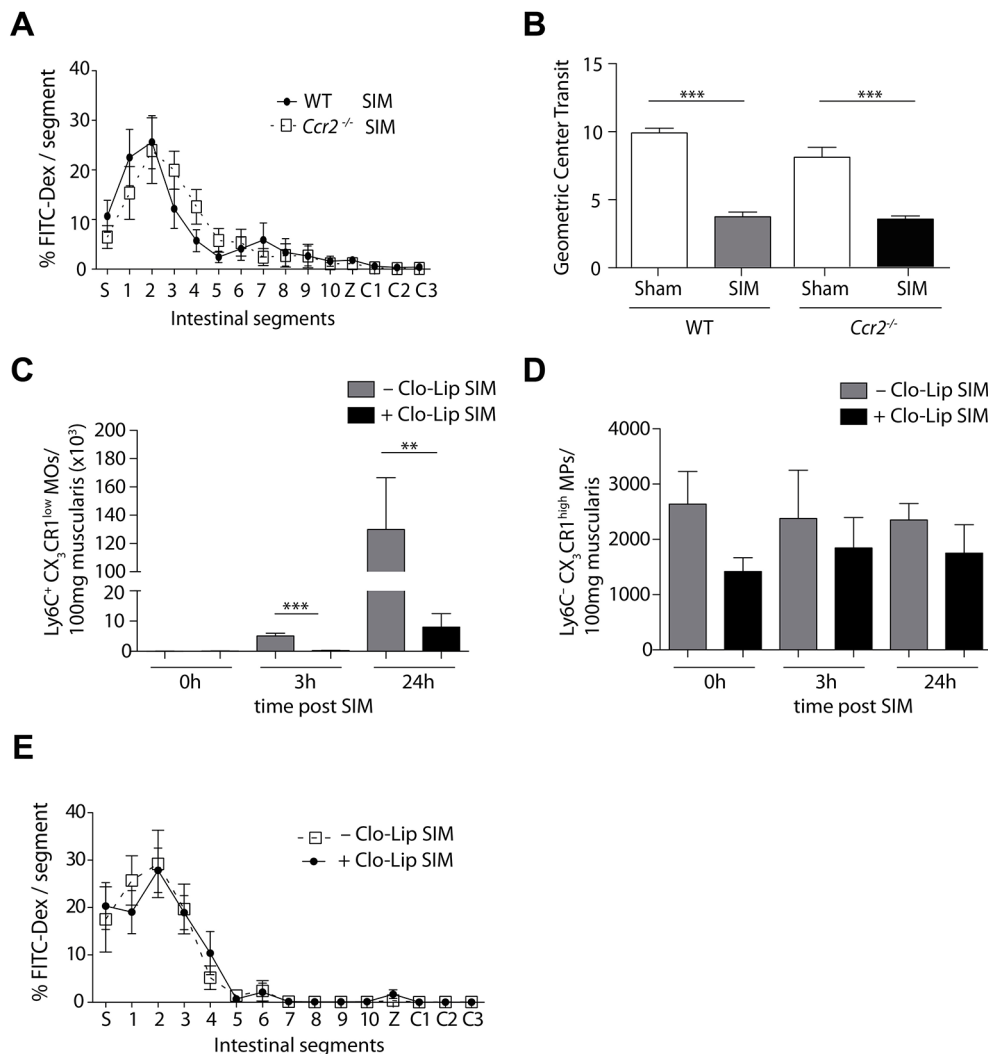 A
% FITC-Dex / segment
40
30
20
10
0
WT SIM
Ccr2 -/- SIM
S 1 2 3 4 5 6 7 8 9 10 Z C1 C2 C3
Intestinal segments
B
Geometric Center Transit
15
10
5
0
***
***
Sham SIM Sham SIM
WT Ccr2-/-
C
– Clo-Lip SIM
+ Clo-Lip SIM
Ly6C+ CX3CR1low MOs/
100mg muscularis (x10³)
200
180
160
140
120
100
20
10
0
***
**
0h 3h 24h
time post SIM
D
– Clo-Lip SIM
+ Clo-Lip SIM
Ly6C– CX3CR1high MPs/
100mg muscularis
4000
3000
2000
1000
0
0h 3h 24h
time post SIM
E
% FITC-Dex / segment
40
30
20
10
0
– Clo-Lip SIM
+ Clo-Lip SIM
S 1 2 3 4 5 6 7 8 9 10 Z C1 C2 C3
Intestinal segments